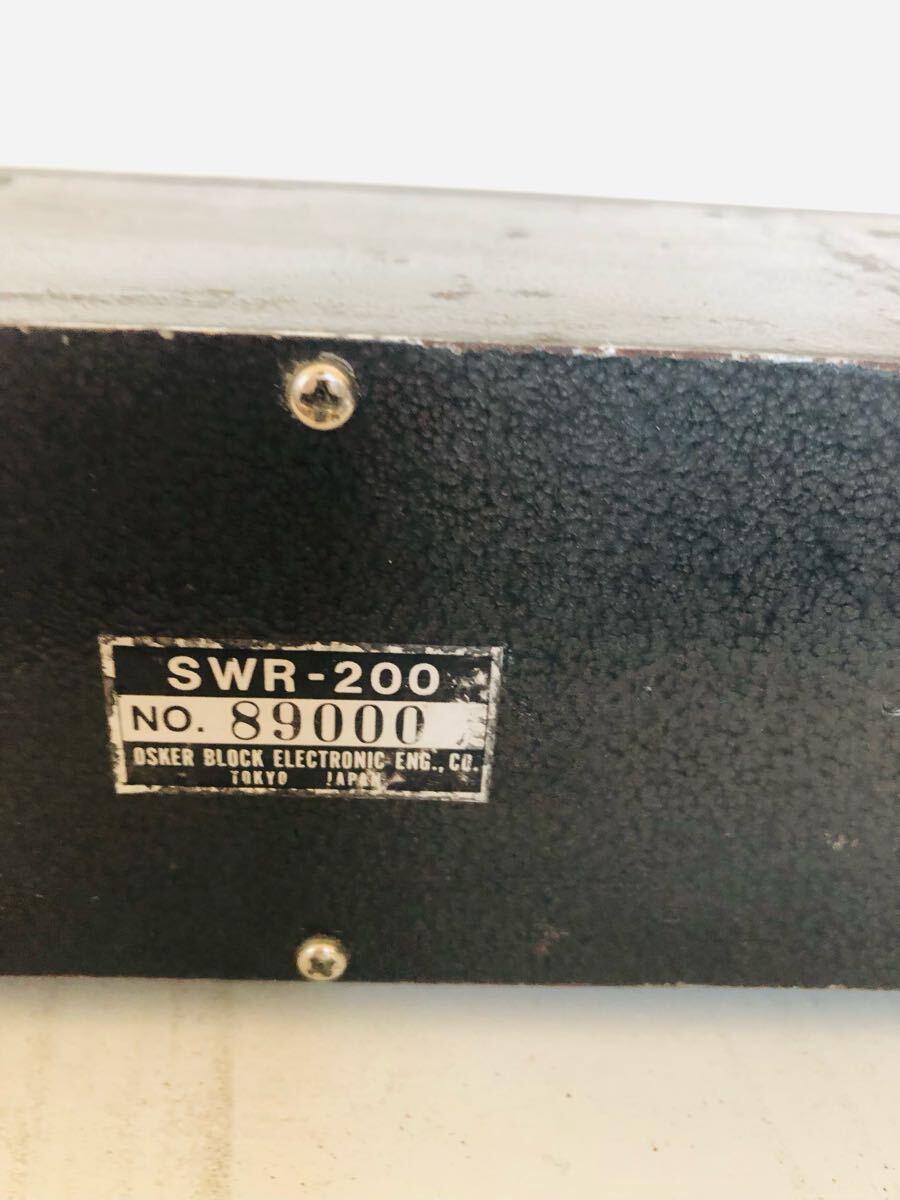 SWR-200
NO. 89000
OSKER BLOCK ELECTRONIC ENG., CO.
TOKYO JAPAN